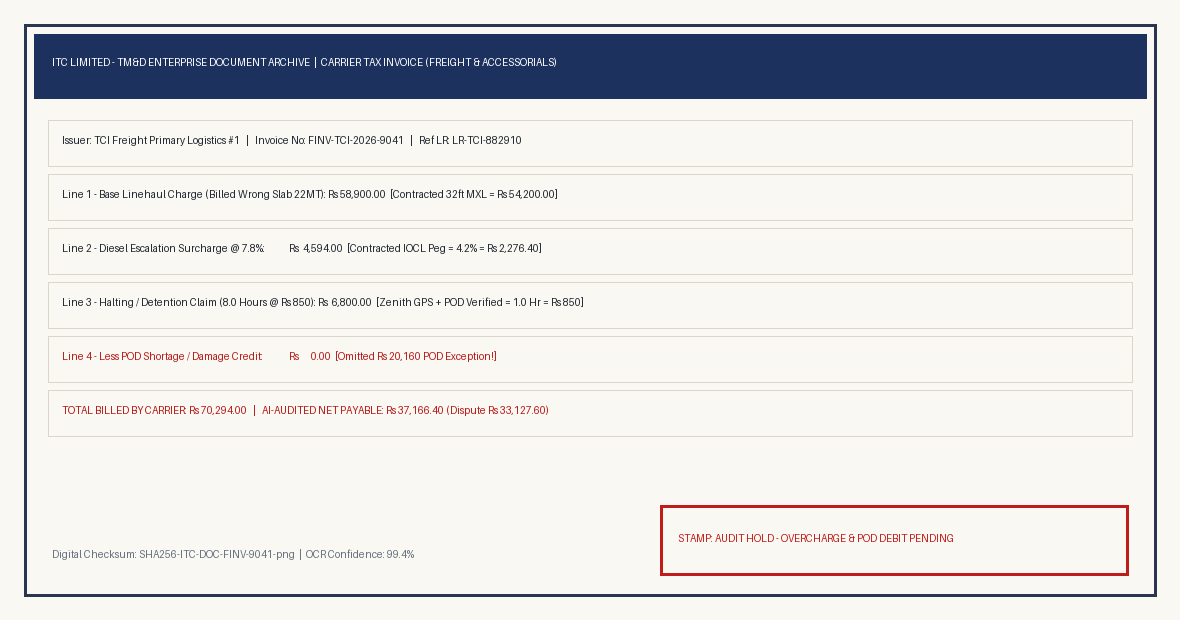 ITC LIMITED - TM&D ENTERPRISE DOCUMENT ARCHIVE | CARRIER TAX INVOICE (FREIGHT & ACCESSORIALS)
Issuer: TCI Freight Primary Logistics #1 | Invoice No: FINV-TCI-2026-9041 | Ref LR: LR-TCI-882910
Line 1 - Base Linehaul Charge (Billed Wrong Slab 22MT): Rs 58,900.00 [Contracted 32ft MXL = Rs 54,200.00]
Line 2 - Diesel Escalation Surcharge @ 7.8%: Rs 4,594.00 [Contracted IOCL Peg = 4.2% = Rs 2,276.40]
Line 3 - Halting / Detention Claim (8.0 Hours @ Rs 850): Rs 6,800.00 [Zenith GPS + POD Verified = 1.0 Hr = Rs 850]
Line 4 - Less POD Shortage / Damage Credit: Rs 0.00 [Omitted Rs 20,160 POD Exception!]
TOTAL BILLED BY CARRIER: Rs 70,294.00 | AI-AUDITED NET PAYABLE: Rs 37,166.40 (Dispute Rs 33,127.60)
STAMP: AUDIT HOLD - OVERCHARGE & POD DEBIT PENDING
Digital Checksum: SHA256-ITC-DOC-FINV-9041-png | OCR Confidence: 99.4%